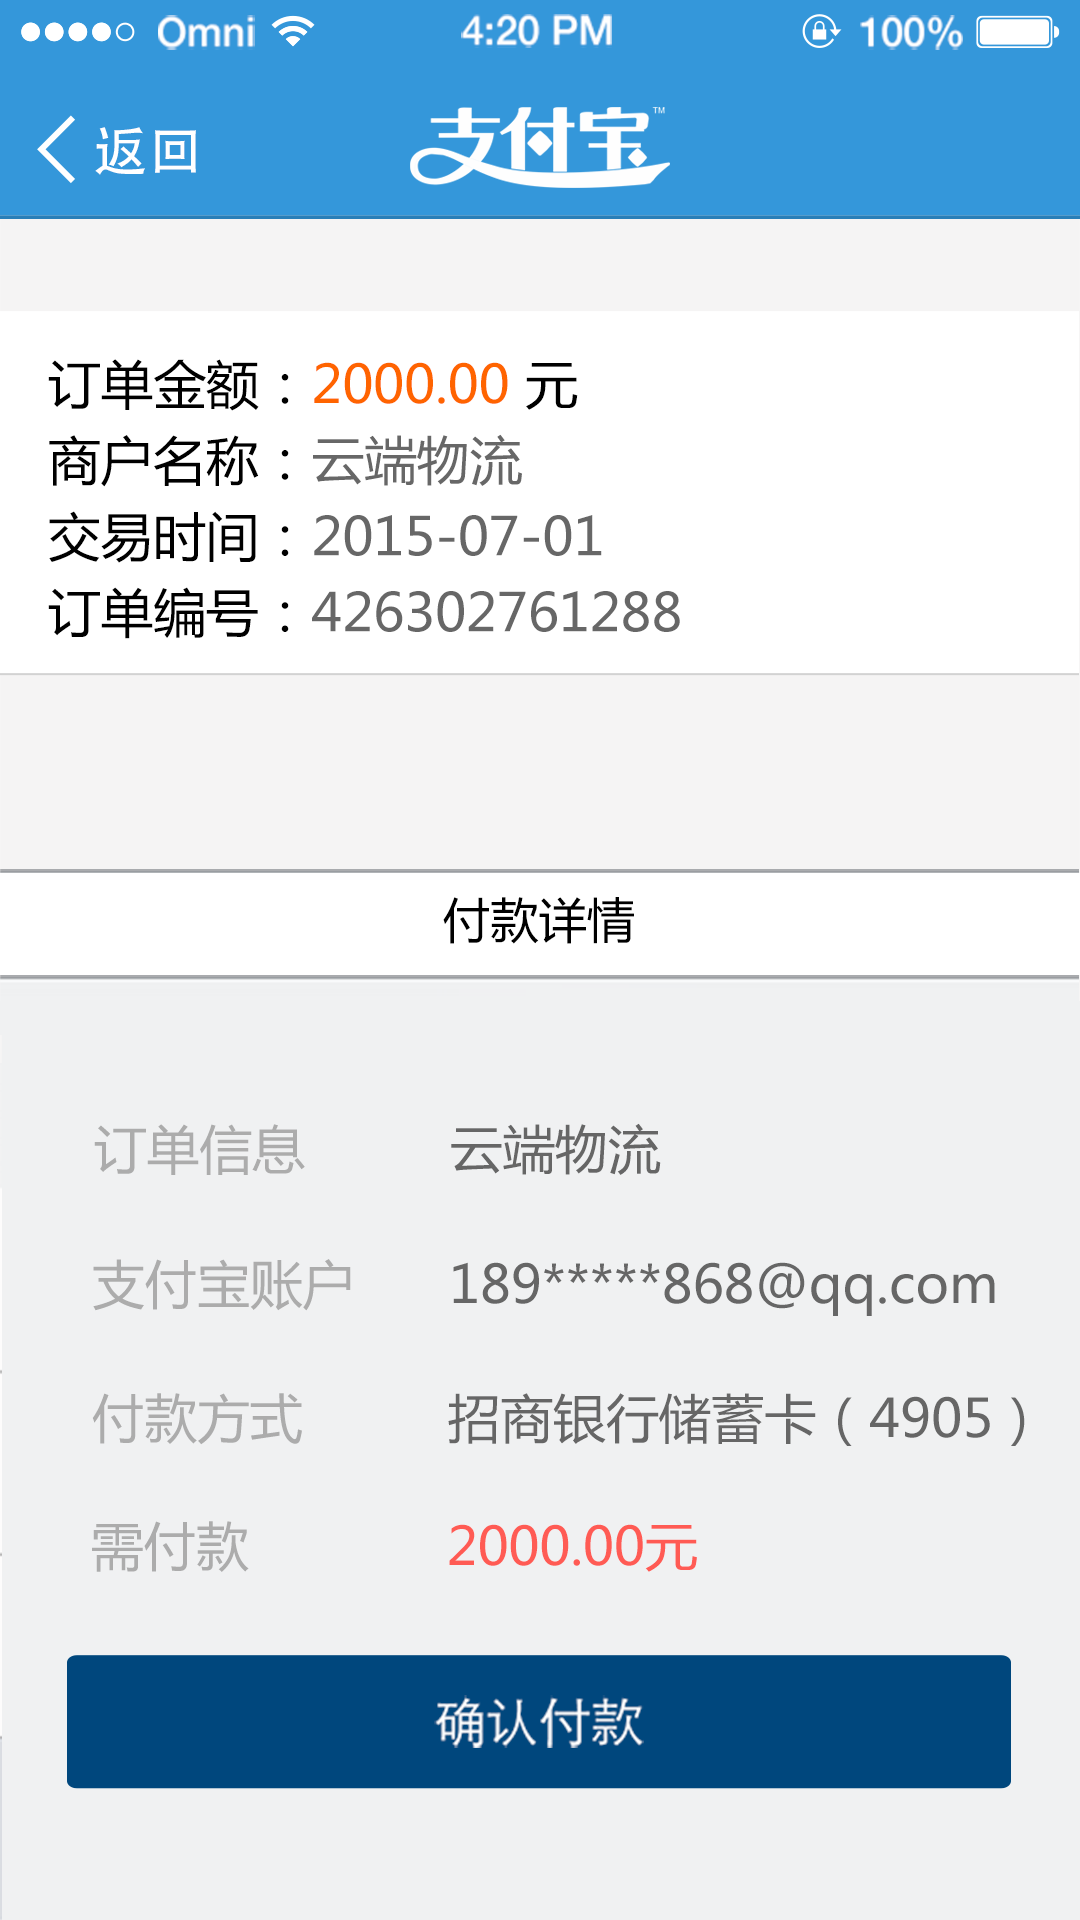 Omni 4:20 PM 100%
返回 支付宝™
订单金额：2000.00 元
商户名称：云端物流
交易时间：2015-07-01
订单编号：426302761288
付款详情
订单信息 云端物流
支付宝账户 189*****868@qq.com
付款方式 招商银行储蓄卡（4905）
需付款 2000.00元
确认付款